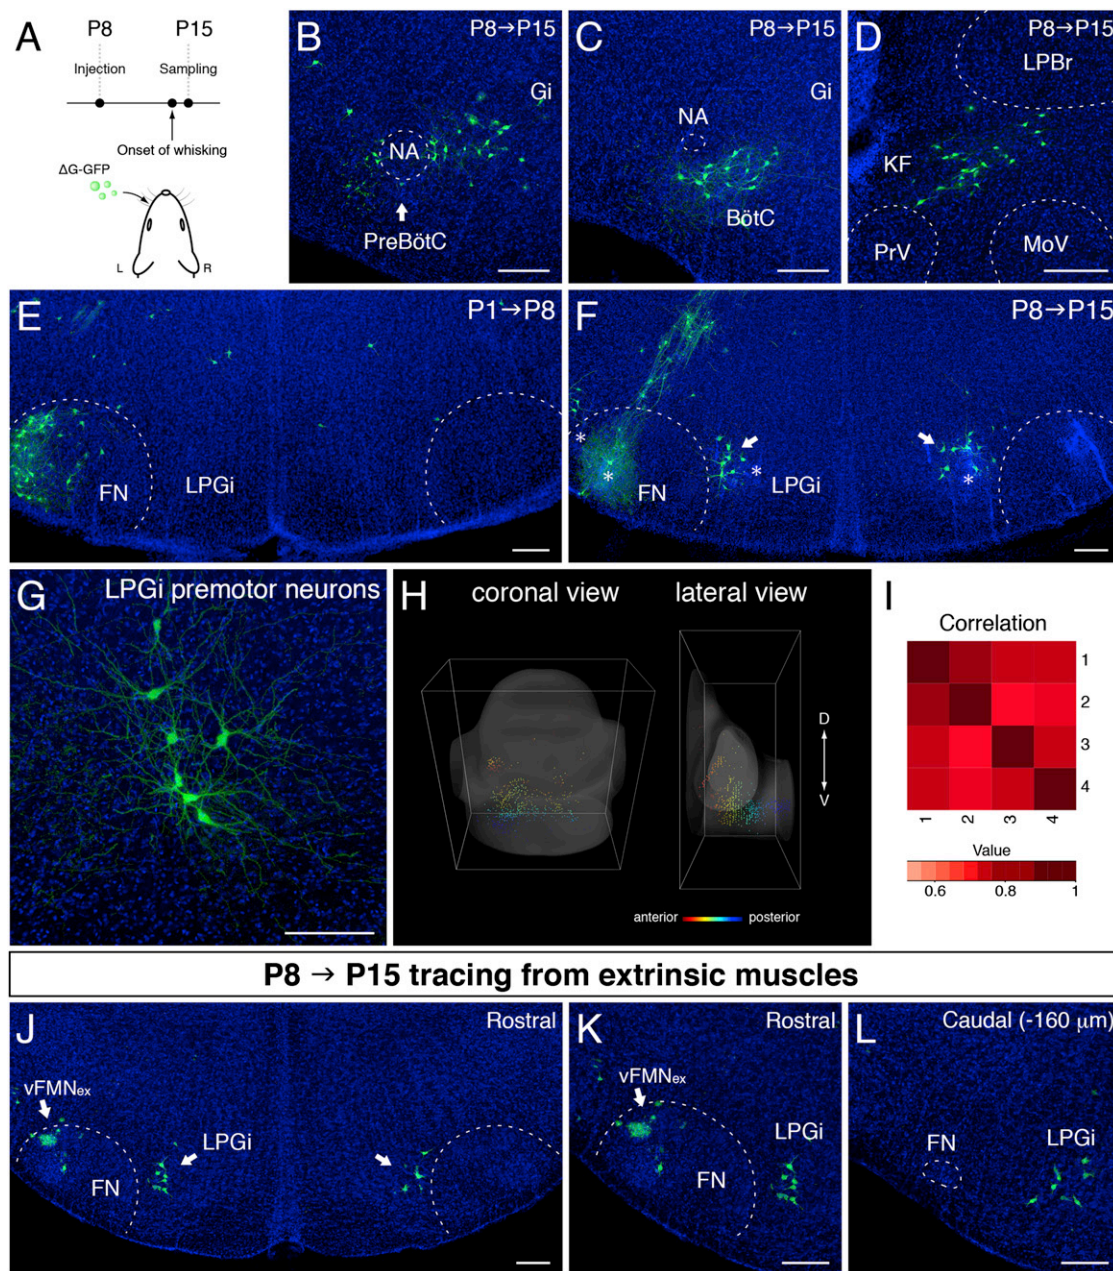 A
P8 P15
Injection Sampling
Onset of whisking
ΔG-GFP
L R
B
P8→P15
Gi
NA
PreBötC
C
P8→P15
Gi
NA
BötC
D
P8→P15
LPBr
KF
PrV
MoV
E
P1→P8
FN
LPGi
F
P8→P15
*
*
*
*
FN
LPGi
G
LPGi premotor neurons
H
coronal view
lateral view
D
V
anterior posterior
I
Correlation
1
2
3
4
1 2 3 4
Value
0.6 0.8 1
P8 → P15 tracing from extrinsic muscles
J
Rostral
vFMNex
LPGi
FN
K
Rostral
vFMNex
LPGi
FN
L
Caudal (-160 μm)
FN
LPGi